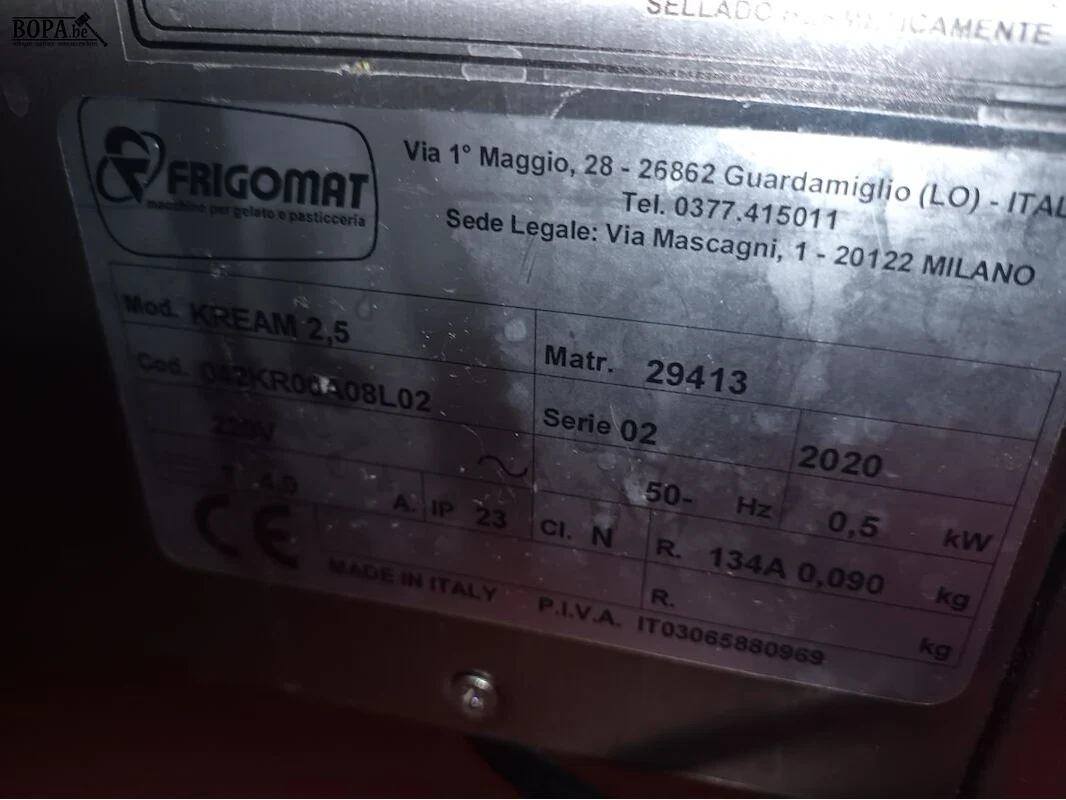 BOPA.be
SELLADO
FRIGOMAT
macchine per gelato e pasticceria
Via 1° Maggio, 28 - 26862 Guardamiglio (LO) - ITAL
Tel. 0377.415011
Sede Legale: Via Mascagni, 1 - 20122 MILANO
Mod. KREAM 2,5
Matr. 29413
Cod. 042KR00A08L02
Serie 02
2020
~
50- Hz
0,5 kW
A. IP 23
Cl. N
R. 134A 0,090 kg
R. kg
CE
MADE IN ITALY
P.I.V.A. IT03065880969